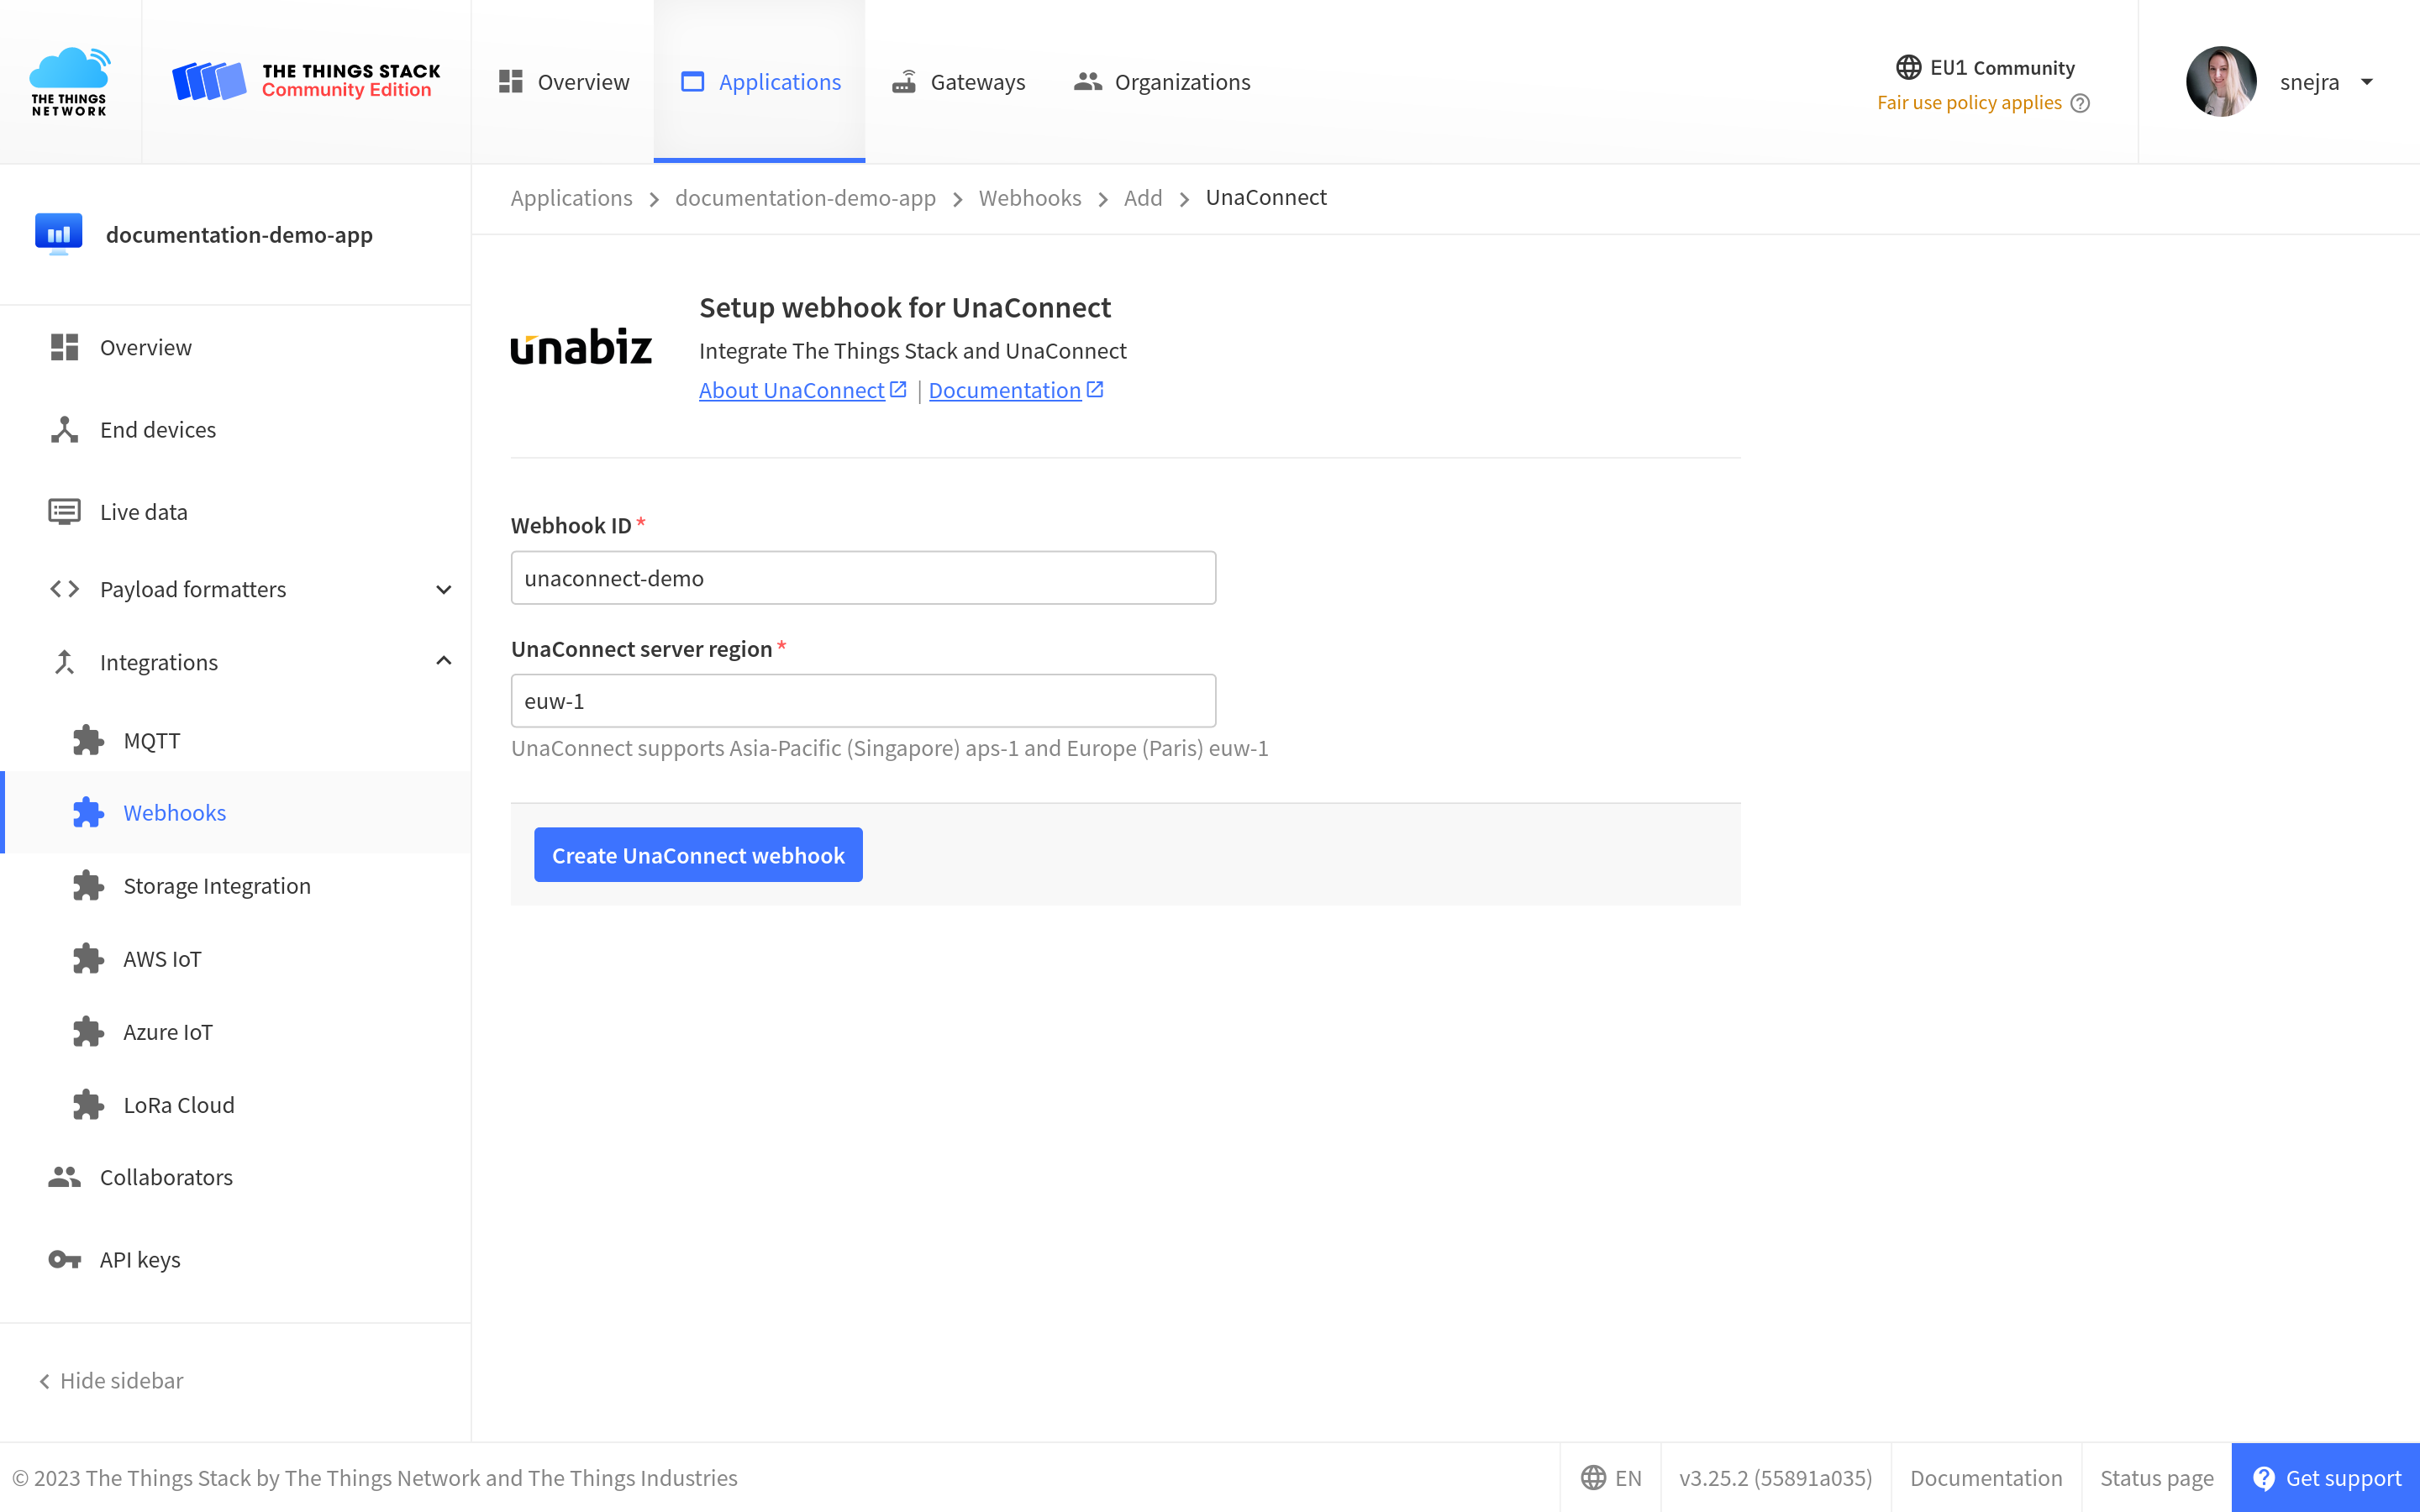 THE THINGS
NETWORK
THE THINGS STACK
Community Edition
Overview
Applications
Gateways
Organizations
EU1 Community
Fair use policy applies
snejra
documentation-demo-app
Overview
End devices
Live data
Payload formatters
Integrations
MQTT
Webhooks
Storage Integration
AWS IoT
Azure IoT
LoRa Cloud
Collaborators
API keys
Hide sidebar
Applications > documentation-demo-app > Webhooks > Add > UnaConnect
unabiz
Setup webhook for UnaConnect
Integrate The Things Stack and UnaConnect
About UnaConnect | Documentation
Webhook ID *
unaconnect-demo
UnaConnect server region *
euw-1
UnaConnect supports Asia-Pacific (Singapore) aps-1 and Europe (Paris) euw-1
Create UnaConnect webhook
© 2023 The Things Stack by The Things Network and The Things Industries
EN
v3.25.2 (55891a035)
Documentation
Status page
Get support